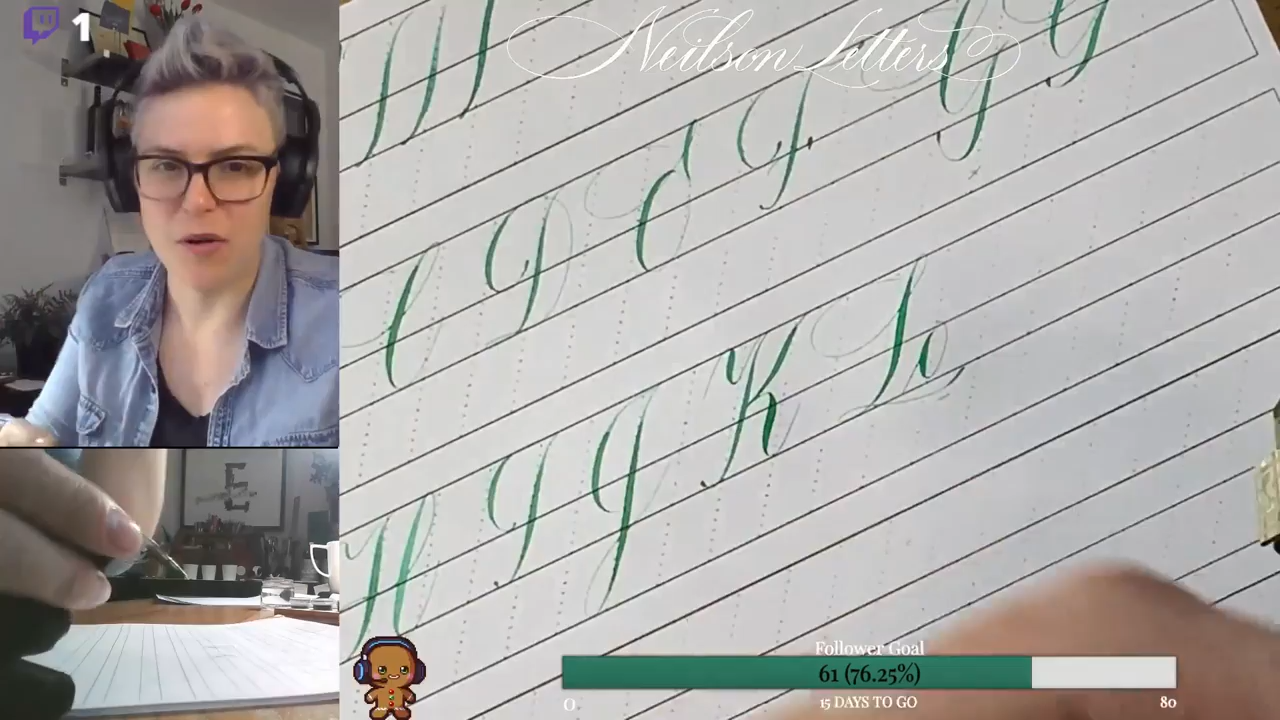 1
Neilson Letters
G G
C D E G
H I J K L o
Follower Goal
61 (76.25%)
0 15 DAYS TO GO 80